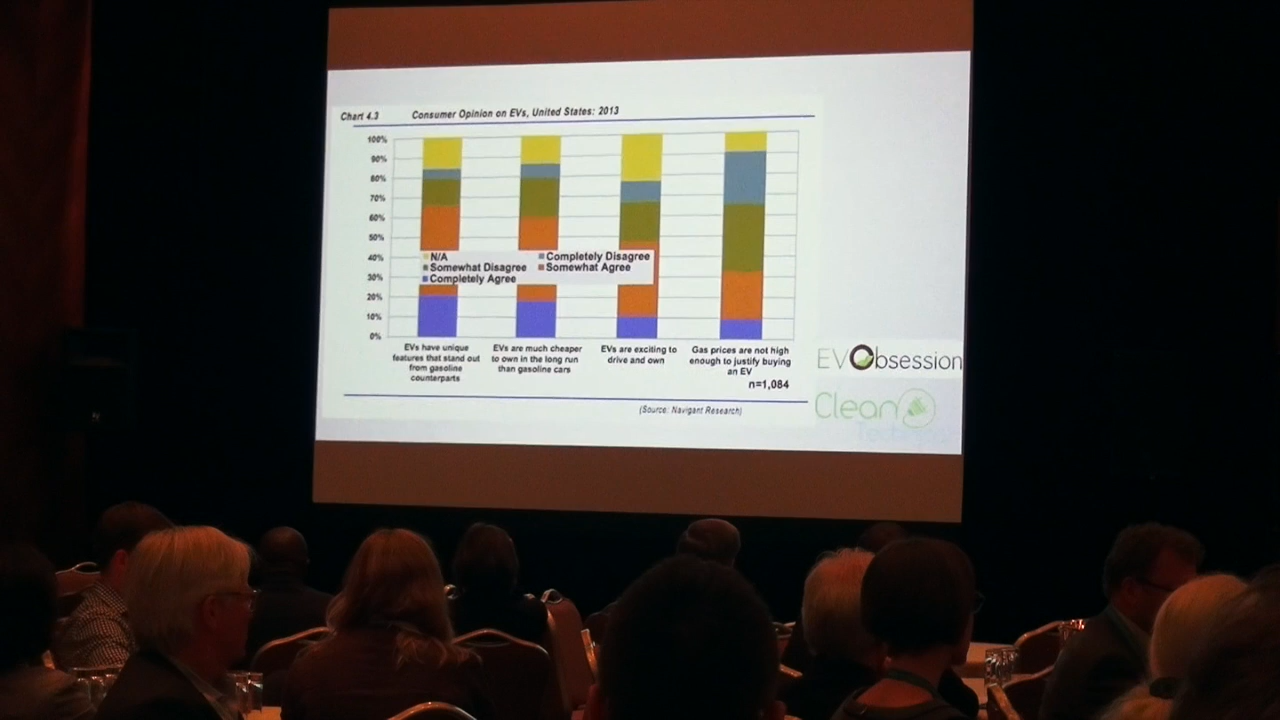 Chart 4.3 Consumer Opinion on EVs, United States: 2013
100%
90%
80%
70%
60%
50%
40%
30%
20%
10%
0%
N/A Completely Disagree
Somewhat Disagree Somewhat Agree
Completely Agree
EVs have unique
features that stand out
from gasoline
counterparts
EVs are much cheaper
to own in the long run
than gasoline cars
EVs are exciting to
drive and own
Gas prices are not high
enough to justify buying
an EV
n=1,084
(Source: Navigant Research)
EVObsession
Clean